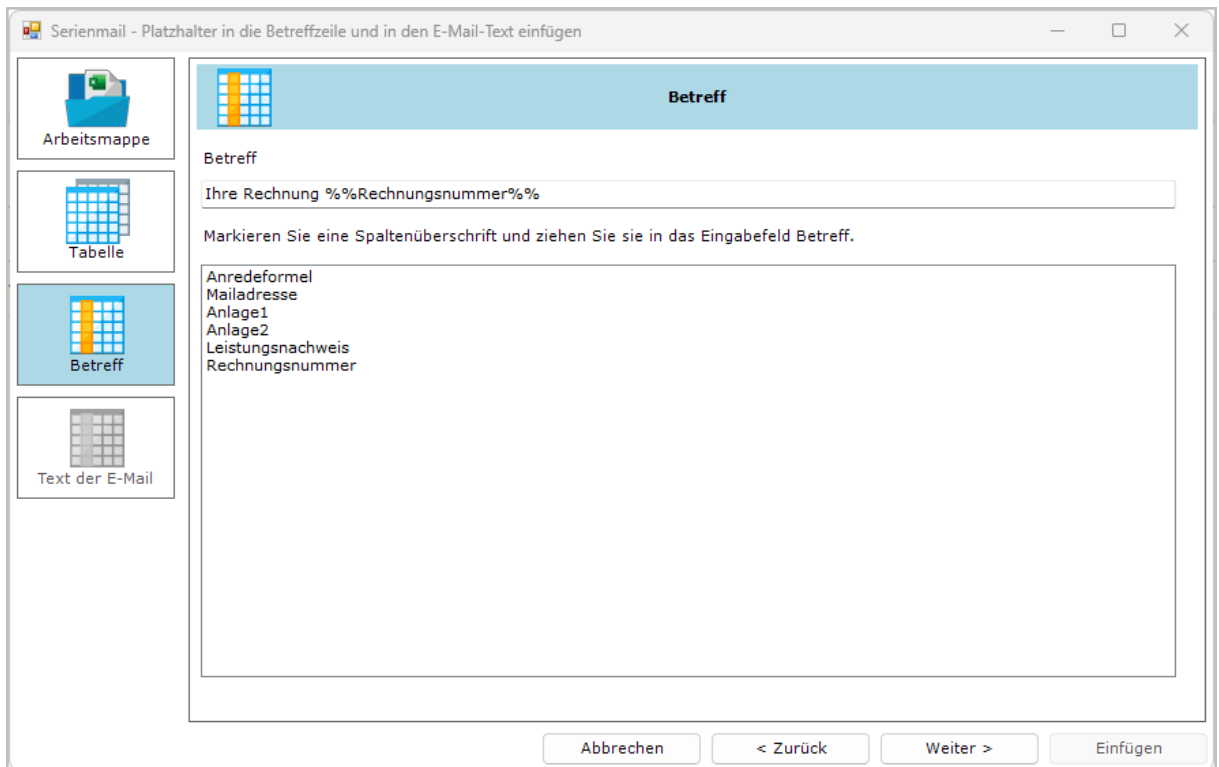 Serienmail - Platzhalter in die Betreffzeile und in den E-Mail-Text einfügen
Arbeitsmappe
Tabelle
Betreff
Text der E-Mail
Betreff
Betreff
Ihre Rechnung %%Rechnungsnummer%%
Markieren Sie eine Spaltenüberschrift und ziehen Sie sie in das Eingabefeld Betreff.
Anredeformel
Mailadresse
Anlage1
Anlage2
Leistungsnachweis
Rechnungsnummer
Abbrechen
< Zurück
Weiter >
Einfügen